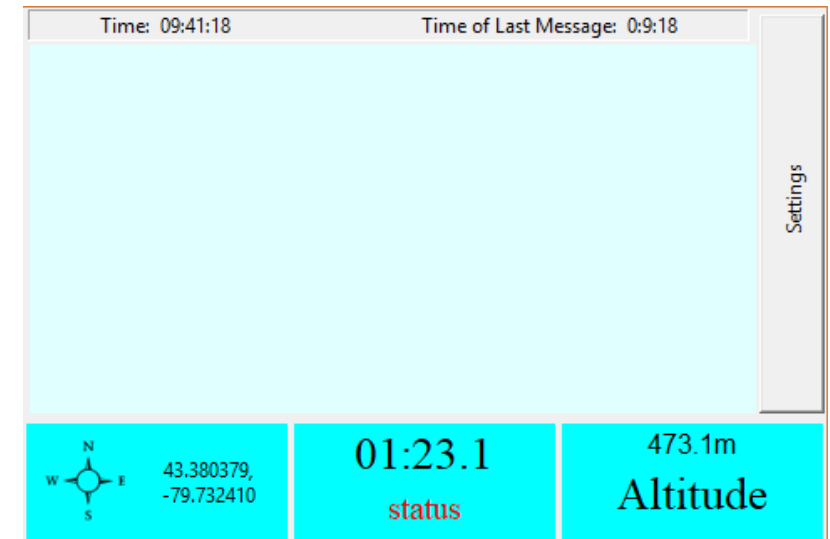 Time: 09:41:18 Time of Last Message: 0:9:18
Settings
N
W E
S
43.380379,
-79.732410
01:23.1
status
473.1m
Altitude